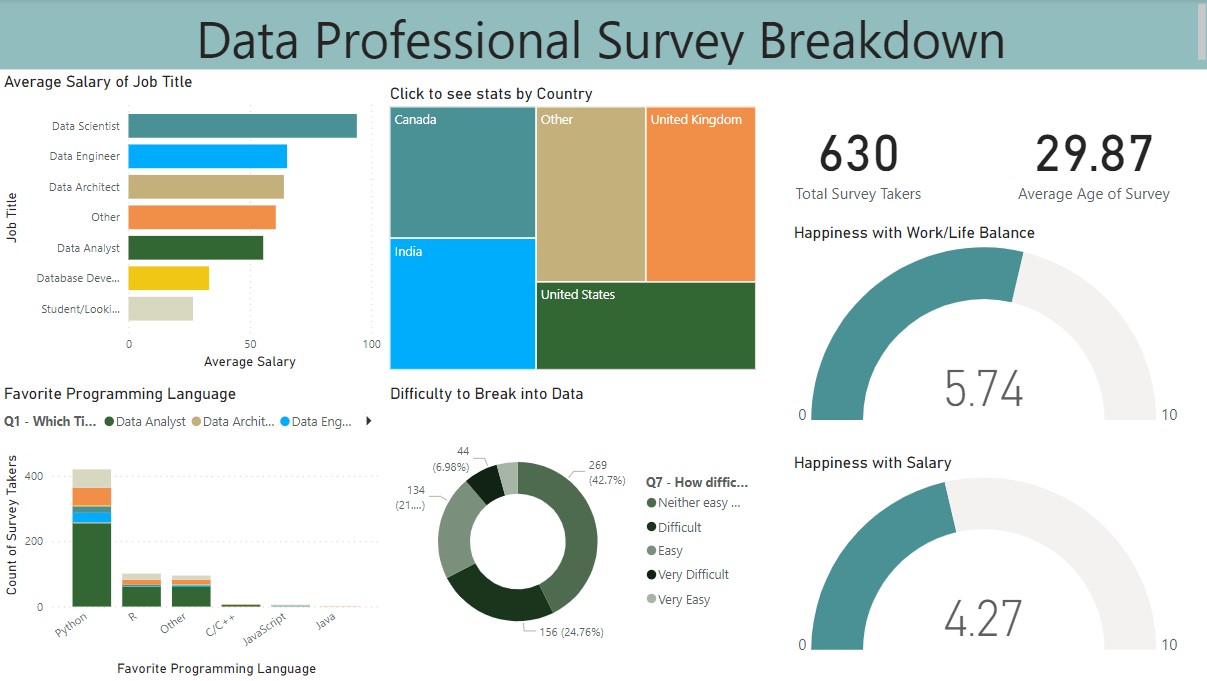 Data Professional Survey Breakdown
Average Salary of Job Title
Job Title
Data Scientist
Data Engineer
Data Architect
Other
Data Analyst
Database Deve...
Student/Looki...
0
50
100
Average Salary
Click to see stats by Country
Canada
Other
United Kingdom
India
United States
630
Total Survey Takers
29.87
Average Age of Survey
Happiness with Work/Life Balance
5.74
0
10
Favorite Programming Language
Q1 - Which Ti...
Data Analyst
Data Archit...
Data Eng...
Count of Survey Takers
400
200
0
Python
R
Other
C/C++
JavaScript
Java
Favorite Programming Language
Difficulty to Break into Data
44
(6.98%)
269
(42.7%)
134
(21....)
156 (24.76%)
Q7 - How diffic...
Neither easy ...
Difficult
Easy
Very Difficult
Very Easy
Happiness with Salary
4.27
0
10